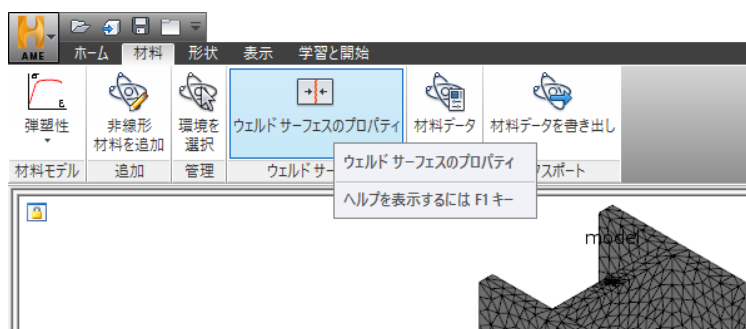 AME
ホーム 材料 形状 表示 学習と開始
σ
ε
弾塑性
非線形
材料を追加
環境を
選択
ウェルド サーフェスのプロパティ
材料データ
材料データを書き出し
材料モデル
追加
管理
ウェルド サー
スポート
ウェルド サーフェスのプロパティ
ヘルプを表示するには F1 キー
model